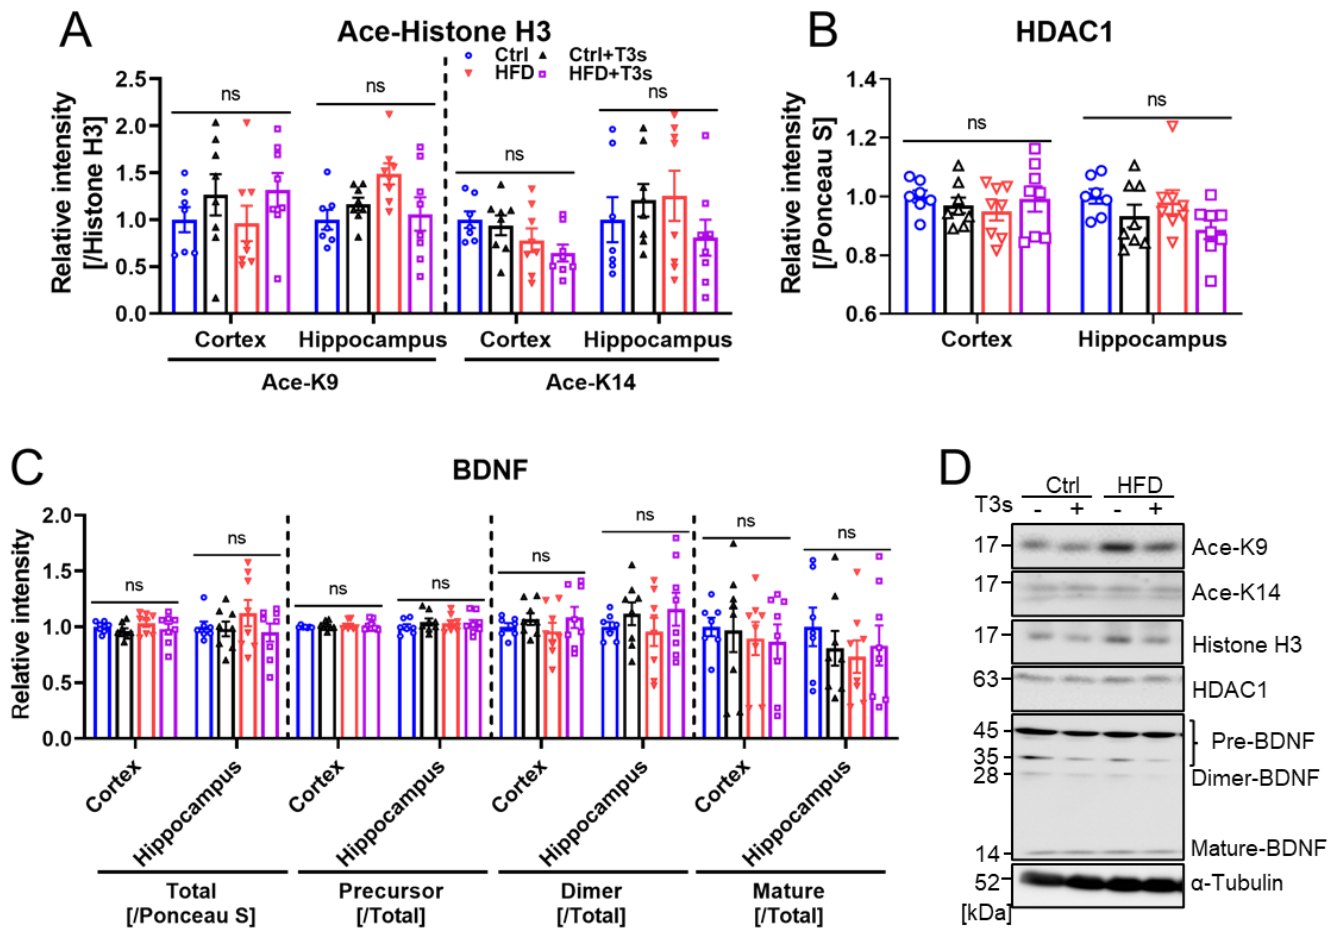 A
Ace-Histone H3
Ctrl
Ctrl+T3s
HFD
HFD+T3s
Relative intensity
[/Histone H3]
2.5
2.0
1.5
1.0
0.5
0.0
ns
ns
ns
ns
Cortex
Hippocampus
Cortex
Hippocampus
Ace-K9
Ace-K14
B
HDAC1
Relative intensity
[/Ponceau S]
1.4
1.2
1.0
0.8
0.6
ns
ns
Cortex
Hippocampus
C
BDNF
Relative intensity
2.0
1.5
1.0
0.5
0.0
ns
ns
ns
ns
ns
ns
ns
ns
Cortex
Hippocampus
Cortex
Hippocampus
Cortex
Hippocampus
Cortex
Hippocampus
Total
[/Ponceau S]
Precursor
[/Total]
Dimer
[/Total]
Mature
[/Total]
D
Ctrl
HFD
T3s
- + - +
17
Ace-K9
17
Ace-K14
17
Histone H3
63
HDAC1
45
Pre-BDNF
35
28
Dimer-BDNF
14
Mature-BDNF
52
α-Tubulin
[kDa]